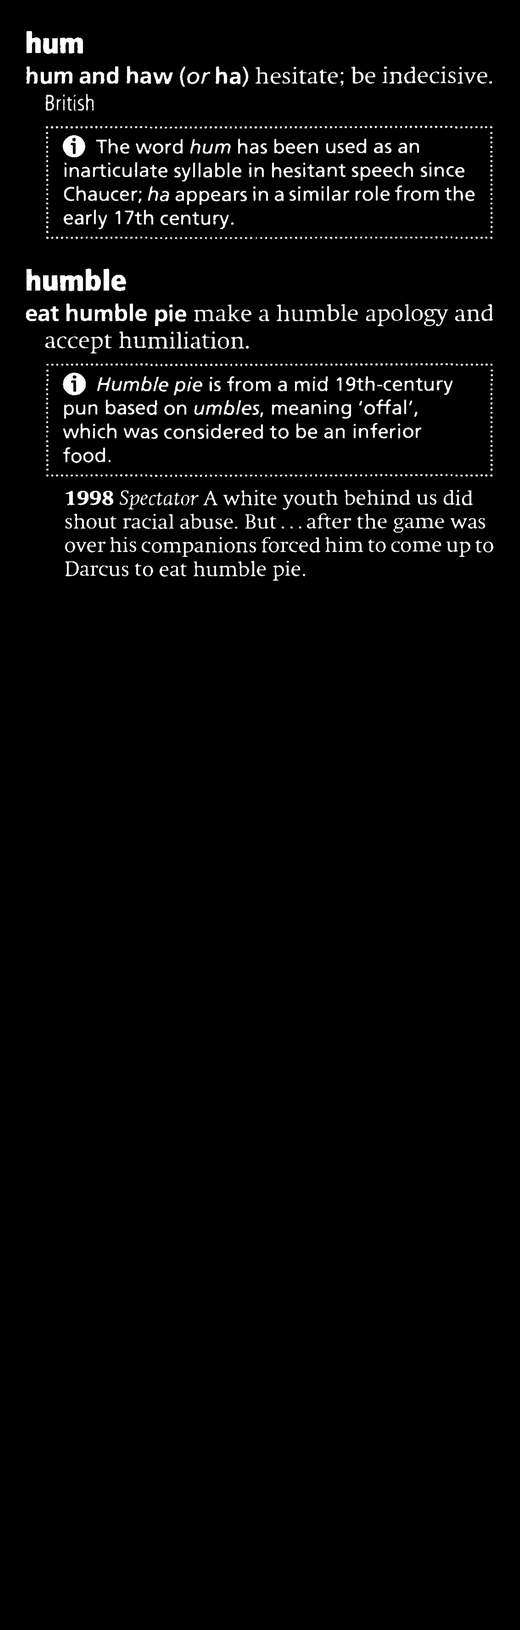 hum
hum and haw (or ha) hesitate; be indecisive.
British
The word hum has been used as an
inarticulate syllable in hesitant speech since
Chaucer; ha appears in a similar role from the
early 17th century.
humble
eat humble pie make a humble apology and
accept humiliation.
Humble pie is from a mid 19th-century
pun based on umbles, meaning ‘offal’,
which was considered to be an inferior
food.
1998 Spectator A white youth behind us did
shout racial abuse. But...after the game was
over his companions forced him to come up to
Darcus to eat humble pie.